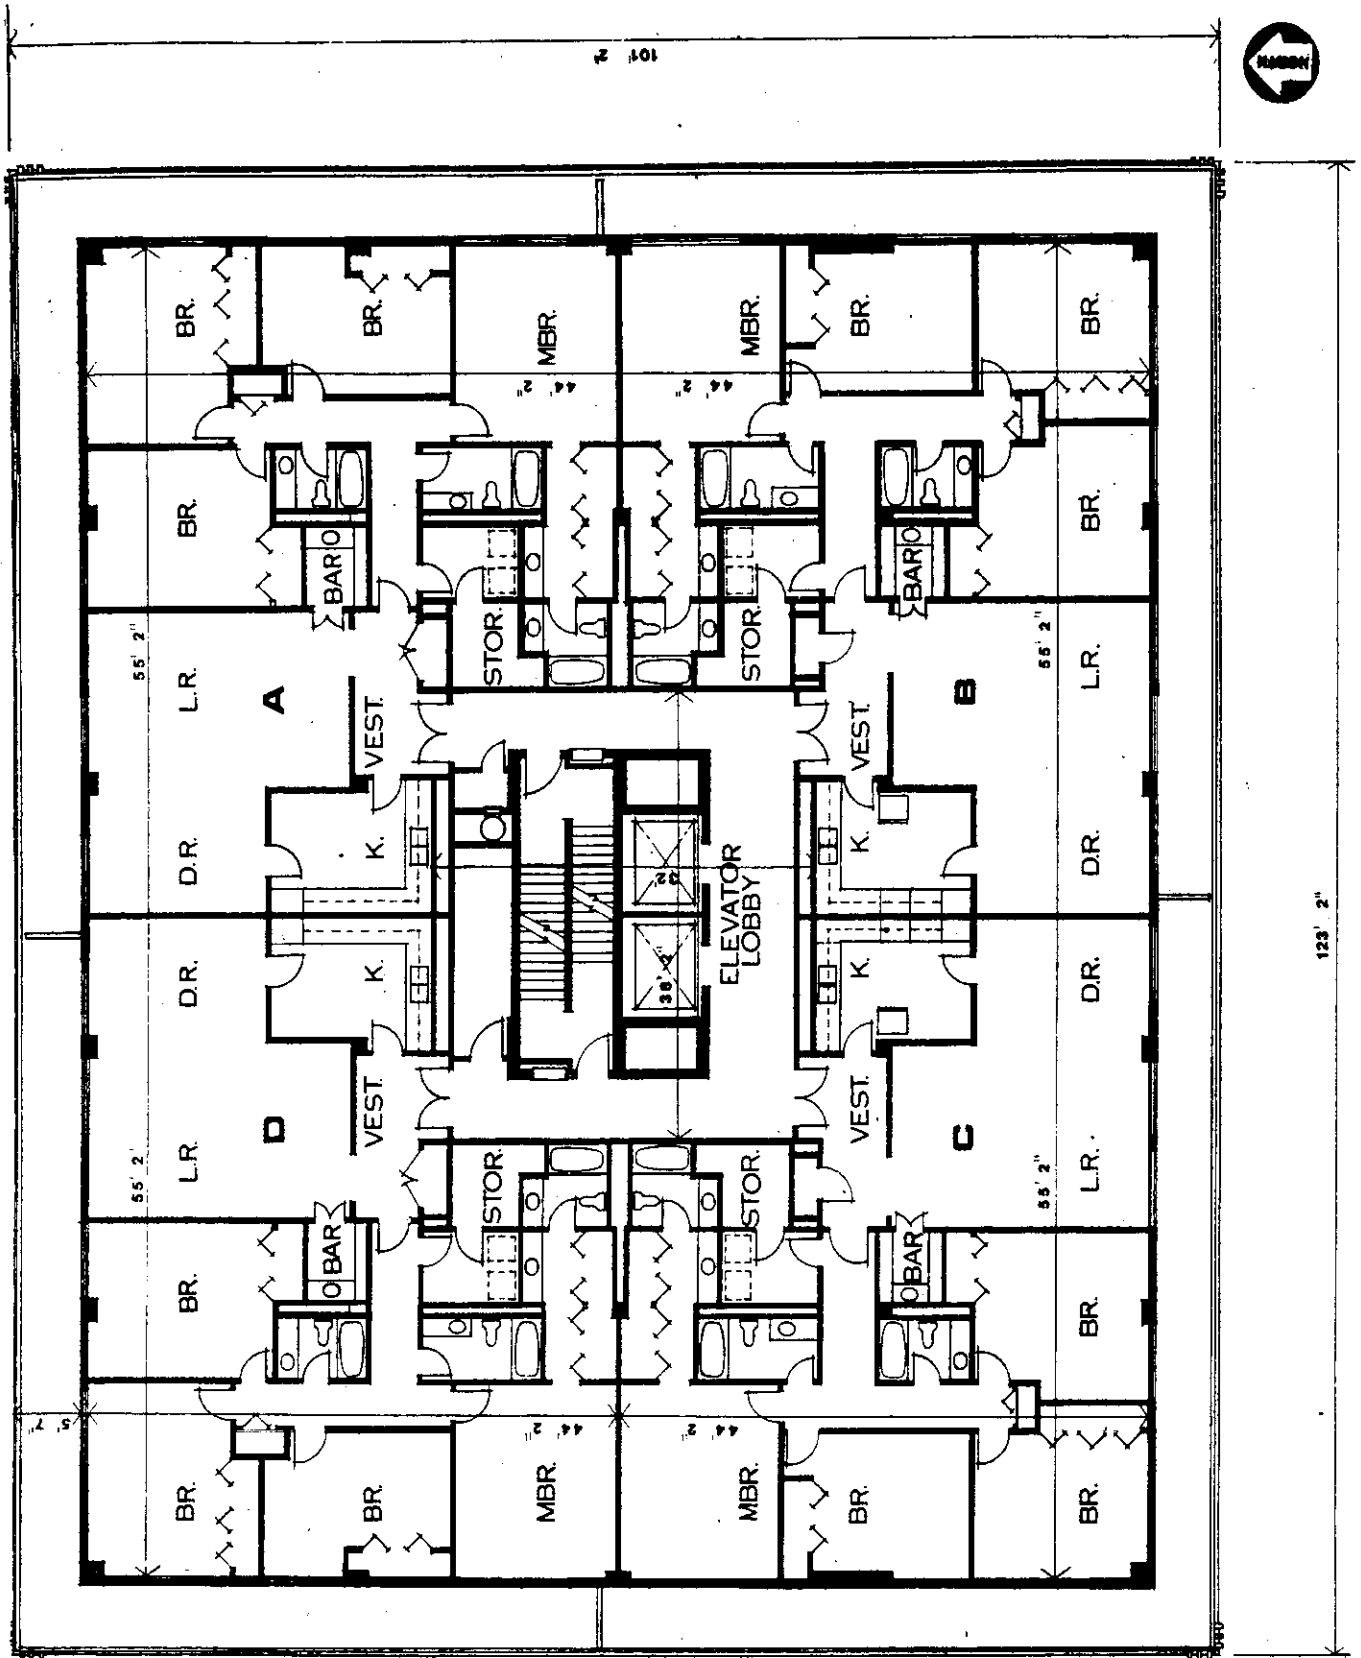 101' 2"
NORTH
BR.
BR.
MBR.
MBR.
BR.
BR.
44' 2"
44' 2"
BR.
BAR
BAR
BR.
55' 2"
STOR.
STOR.
55' 2"
L.R.
A
VEST.
VEST.
B
L.R.
D.R.
K.
32'
K.
D.R.
ELEVATOR
LOBBY
123' 2"
D.R.
K.
38' 2"
K.
D.R.
L.R.
D
VEST.
VEST.
C
L.R.
55' 2"
STOR.
STOR.
55' 2"
BR.
BAR
BAR
BR.
5' 7"
44' 2"
44' 2"
BR.
BR.
MBR.
MBR.
BR.
BR.